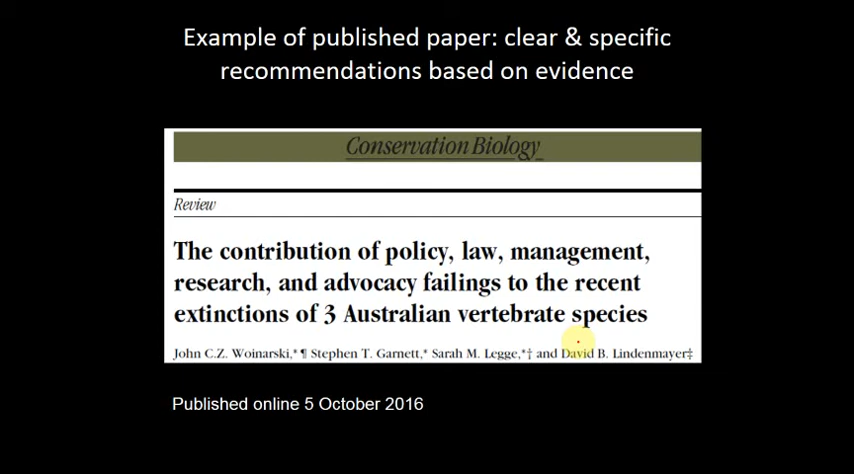 Example of published paper: clear & specific
recommendations based on evidence
Conservation Biology
Review
The contribution of policy, law, management,
research, and advocacy failings to the recent
extinctions of 3 Australian vertebrate species
John C.Z. Woinarski,* ¶ Stephen T. Garnett,* Sarah M. Legge,*† and David B. Lindenmayer‡
Published online 5 October 2016